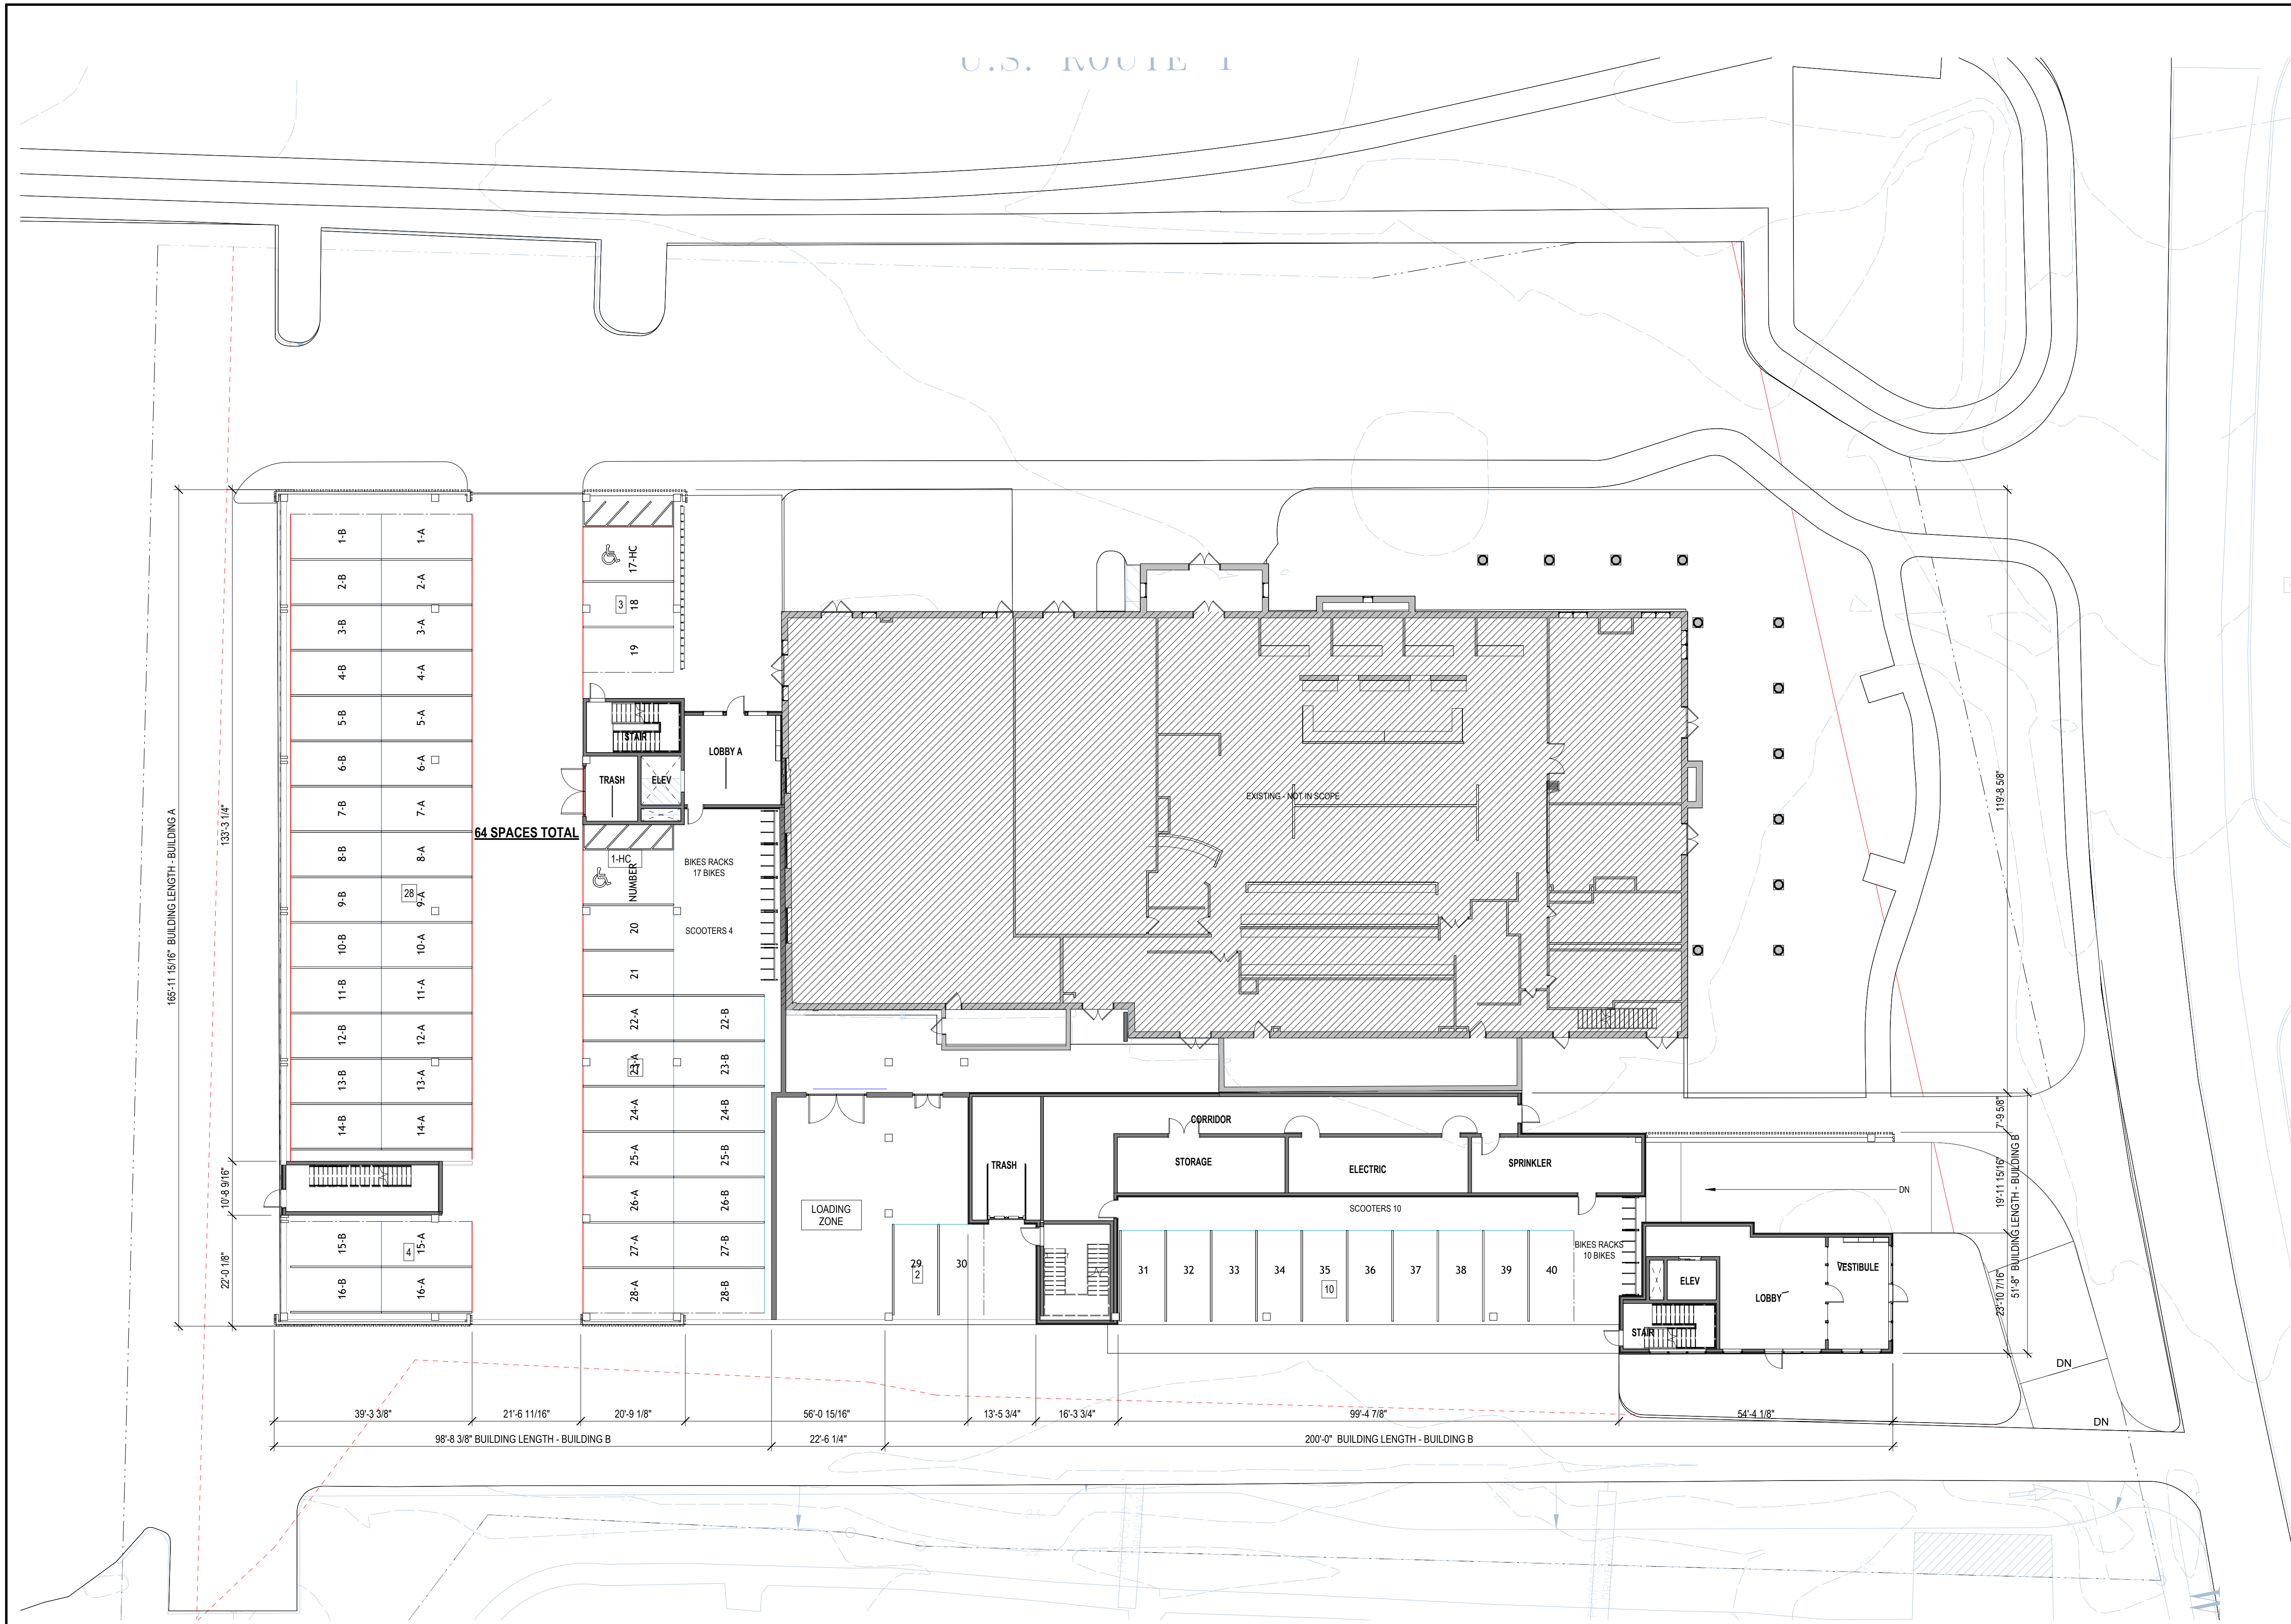 U.S. ROUTE 1
1-B
1-A
2-B
2-A
3-B
3-A
4-B
4-A
5-B
5-A
6-B
6-A
7-B
7-A
8-B
8-A
9-B
28
9-A
10-B
10-A
11-B
11-A
12-B
12-A
13-B
13-A
14-B
14-A
15-B
4
15-A
16-B
16-A
165'-11 15/16" BUILDING LENGTH - BUILDING A
133'-3 1/4"
10'-8 9/16"
22'-0 1/8"
64 SPACES TOTAL
17-HC
3
18
19
STAIR
LOBBY A
TRASH
ELEV
1-HC
NUMBER
BIKES RACKS
17 BIKES
20
SCOOTERS 4
21
22-A
22-B
23-A
23-B
24-A
24-B
25-A
25-B
26-A
26-B
27-A
27-B
28-A
28-B
EXISTING - NOT IN SCOPE
LOADING
ZONE
TRASH
CORRIDOR
STORAGE
ELECTRIC
SPRINKLER
SCOOTERS 10
29
2
30
31
32
33
34
35
10
36
37
38
39
40
BIKES RACKS
10 BIKES
ELEV
STAIR
LOBBY
VESTIBULE
DN
DN
DN
119'-8 5/8"
7'-9 5/8"
19'-11 15/16"
23'-10 7/16"
51'-8" BUILDING LENGTH - BUILDING B
39'-3 3/8"
21'-6 11/16"
20'-9 1/8"
56'-0 15/16"
13'-5 3/4"
16'-3 3/4"
99'-4 7/8"
54'-4 1/8"
98'-8 3/8" BUILDING LENGTH - BUILDING B
22'-6 1/4"
200'-0" BUILDING LENGTH - BUILDING B